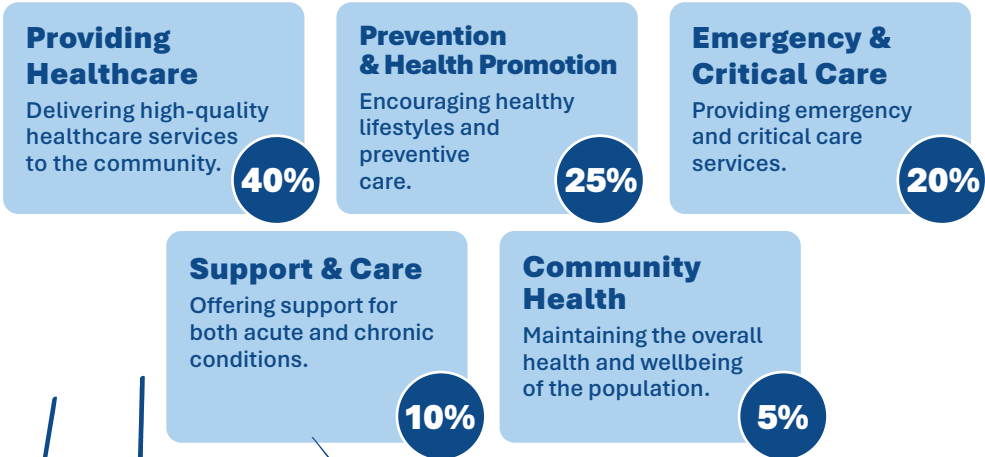 Providing
Healthcare
Delivering high-quality
healthcare services
to the community.
40%
Prevention
& Health Promotion
Encouraging healthy
lifestyles and
preventive
care.
25%
Emergency &
Critical Care
Providing emergency
and critical care
services.
20%
Support & Care
Offering support for
both acute and chronic
conditions.
10%
Community
Health
Maintaining the overall
health and wellbeing
of the population.
5%